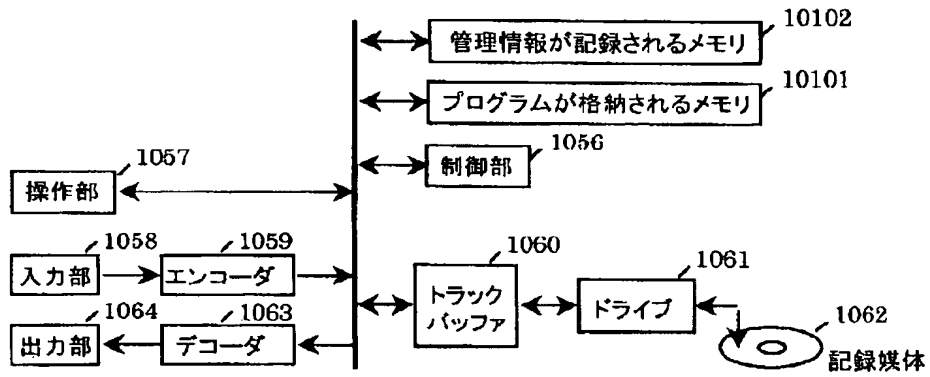 10102
管理情報が記録されるメモリ
10101
プログラムが格納されるメモリ
1056
制御部
1057
操作部
1058
入力部
1059
エンコーダ
1060
トラック
バッファ
1061
ドライブ
1062
記録媒体
1064
出力部
1063
デコーダ